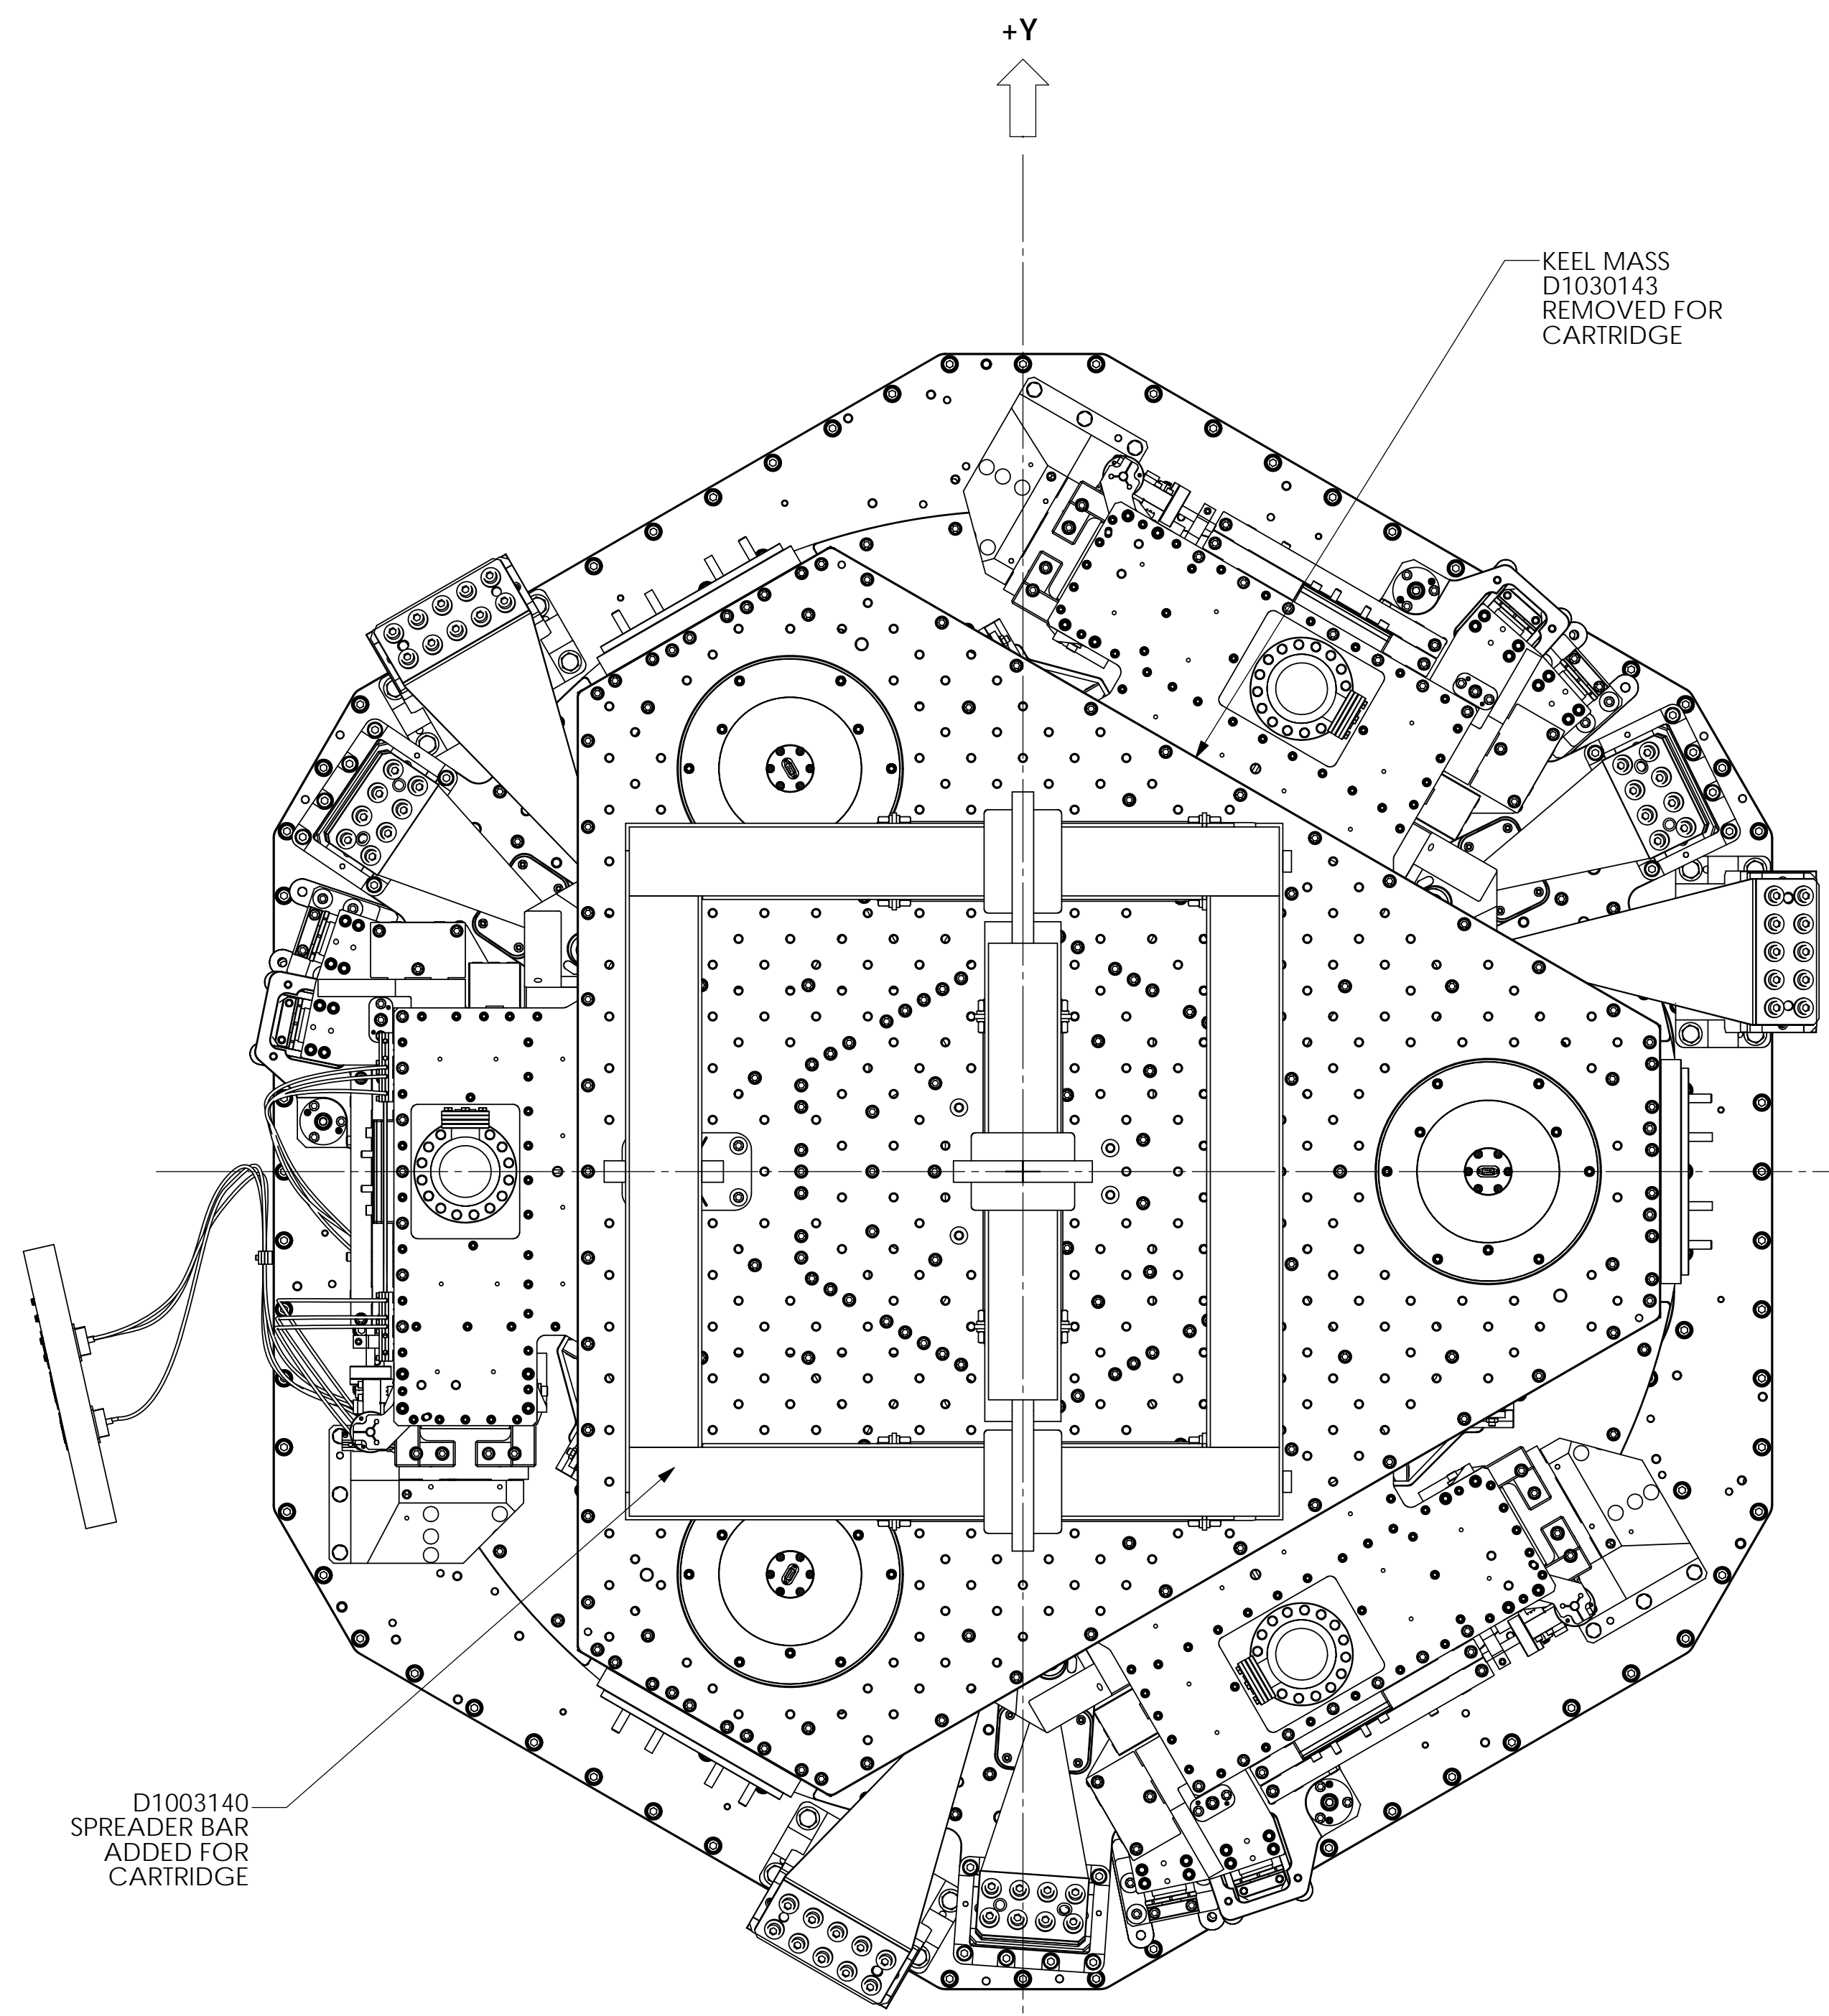 +Y
KEEL MASS
D1030143
REMOVED FOR
CARTRIDGE
D1003140
SPREADER BAR
ADDED FOR
CARTRIDGE